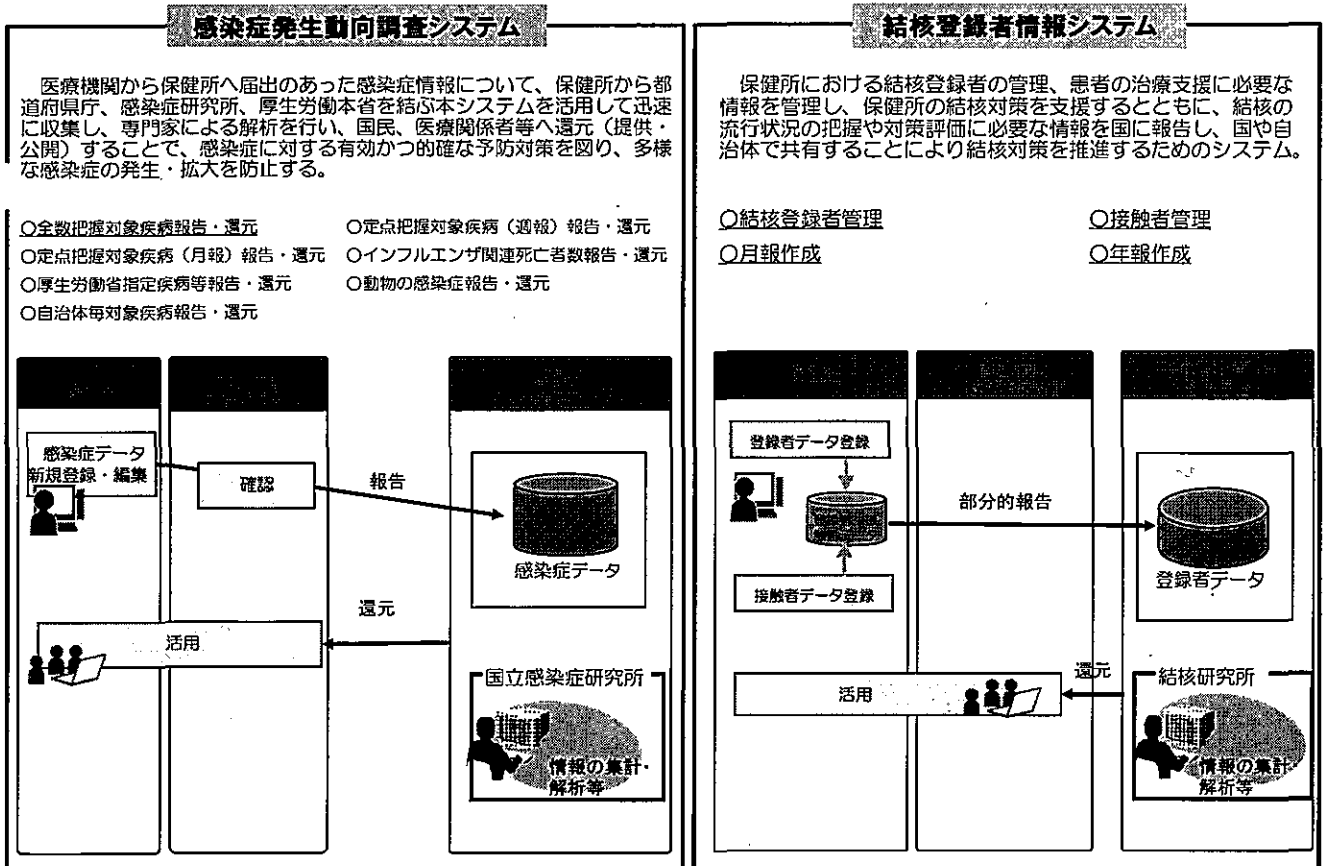 感染症発生動向調査システム
医療機関から保健所へ届出のあった感染症情報について、保健所から都
道府県庁、感染症研究所、厚生労働本省を結ぶ本システムを活用して迅速
に収集し、専門家による解析を行い、国民、医療関係者等へ還元（提供・
公開）することで、感染症に対する有効かつ的確な予防対策を図り、多様
な感染症の発生・拡大を防止する。
○全数把握対象疾病報告・還元
○定点把握対象疾病（週報）報告・還元
○定点把握対象疾病（月報）報告・還元
○インフルエンザ関連死亡者数報告・還元
○厚生労働省指定疾病等報告・還元
○動物の感染症報告・還元
○自治体毎対象疾病報告・還元
感染症データ
新規登録・編集
確認
報告
感染症データ
還元
活用
国立感染症研究所
情報の集計・
解析等
結核登録者情報システム
保健所における結核登録者の管理、患者の治療支援に必要な
情報を管理し、保健所の結核対策を支援するとともに、結核の
流行状況の把握や対策評価に必要な情報を国に報告し、国や自
治体で共有することにより結核対策を推進するためのシステム。
○結核登録者管理
○接触者管理
○月報作成
○年報作成
登録者データ登録
部分的報告
接触者データ登録
登録者データ
還元
活用
結核研究所
情報の集計・
解析等